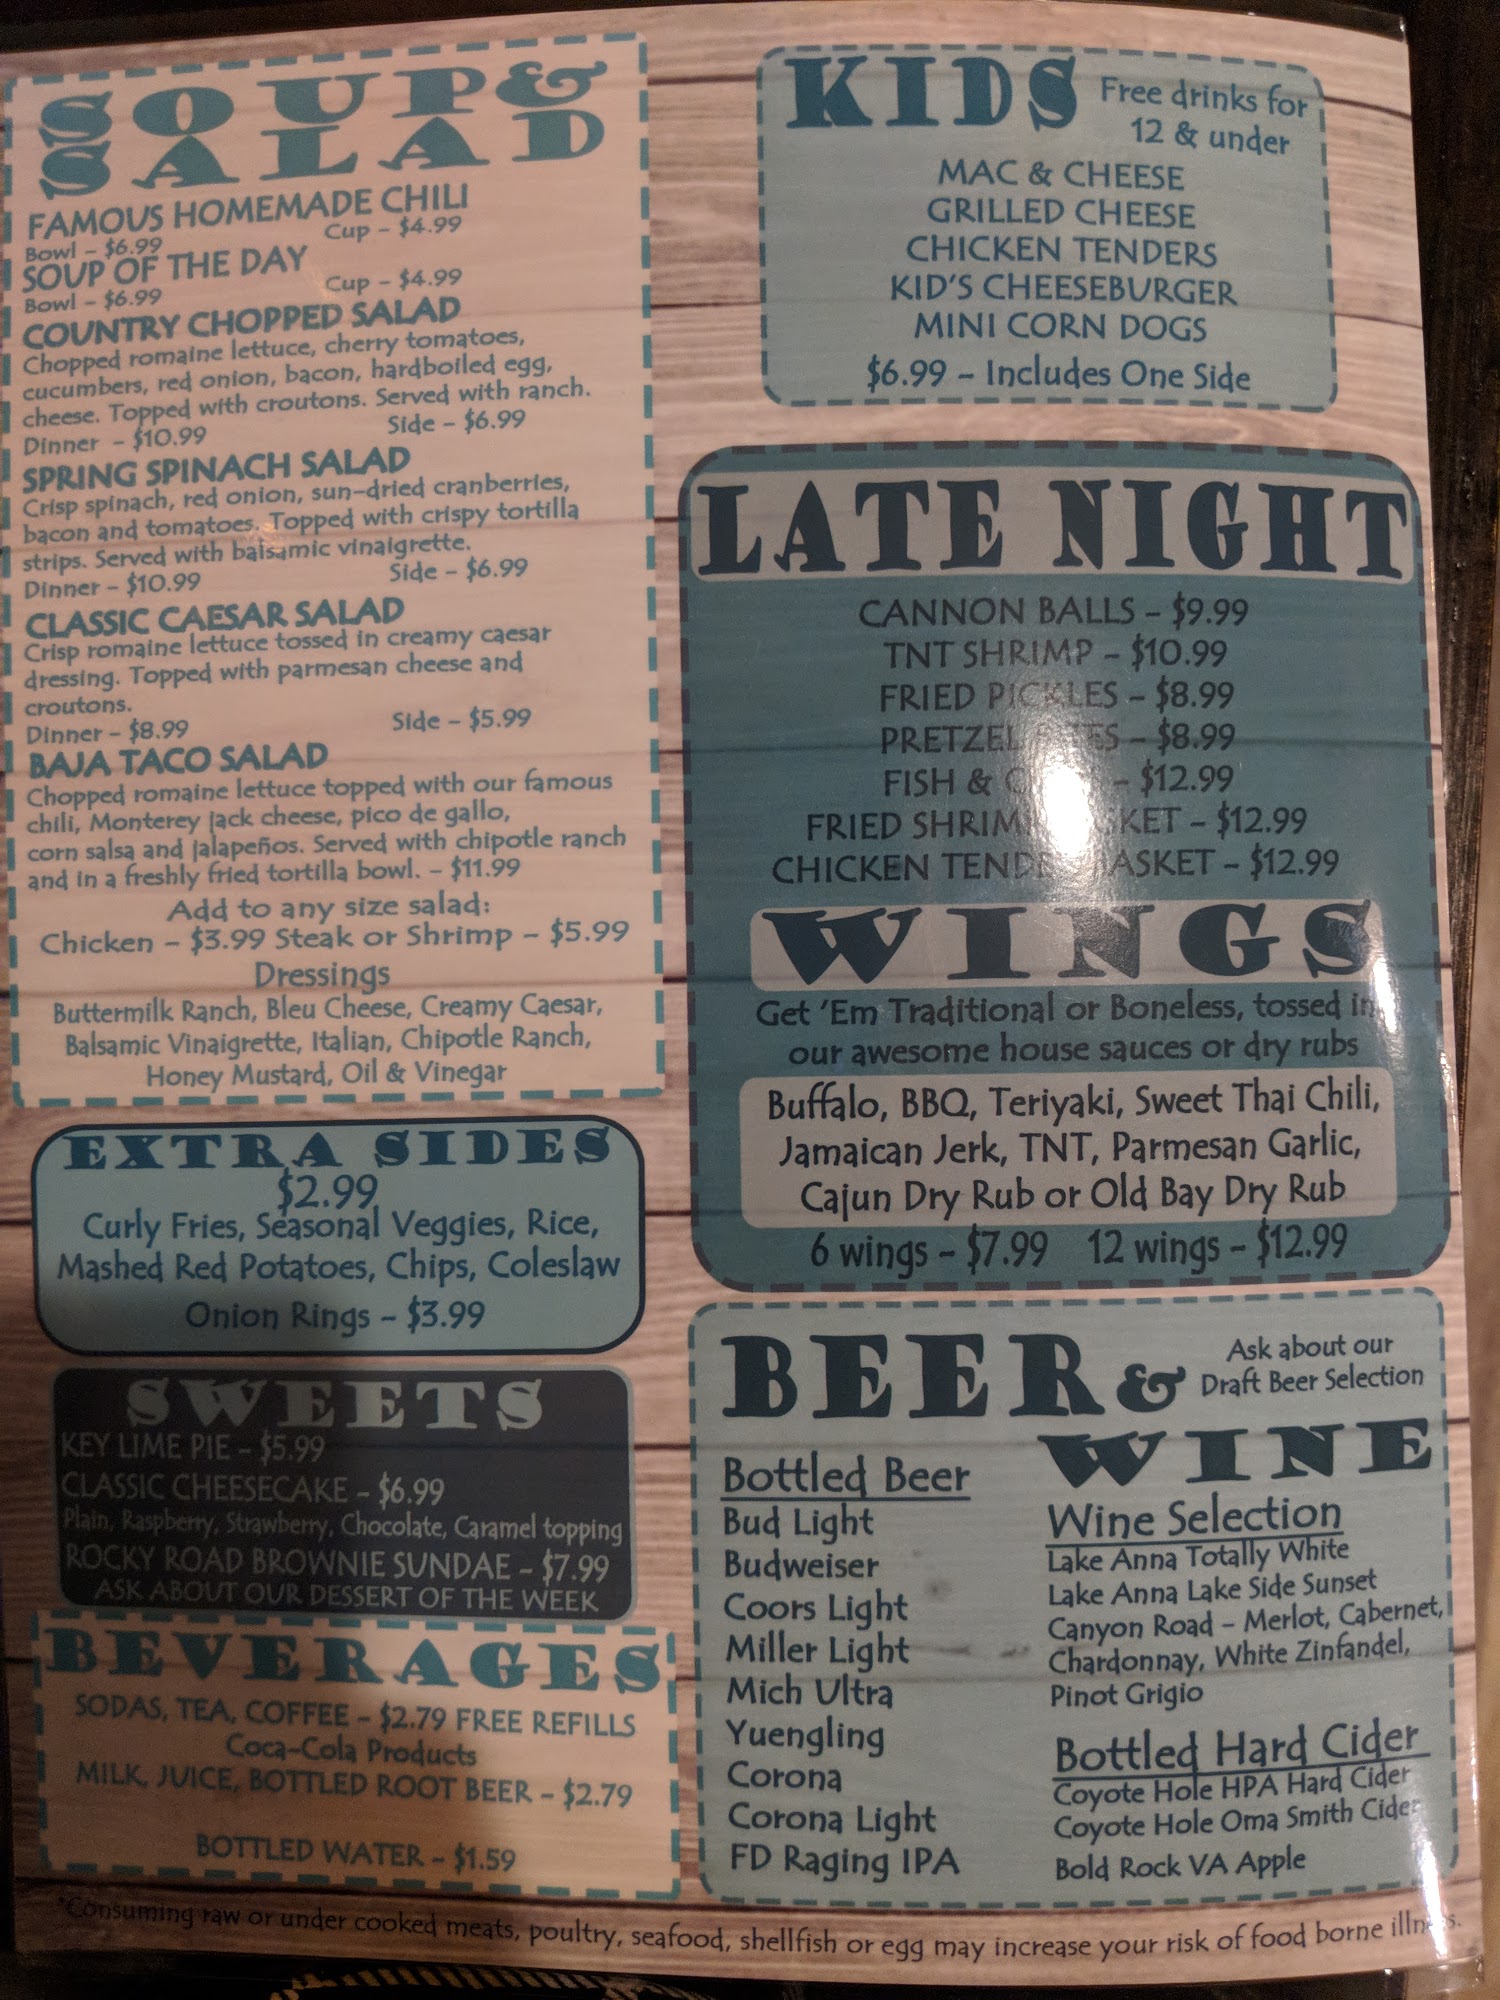 SOUP &
SALAD
FAMOUS HOMEMADE CHILI
Bowl – $6.99 Cup – $4.99
SOUP OF THE DAY
Bowl – $6.99 Cup – $4.99
COUNTRY CHOPPED SALAD
Chopped romaine lettuce, cherry tomatoes,
cucumbers, red onion, bacon, hardboiled egg,
cheese. Topped with croutons. Served with ranch.
Dinner – $10.99 Side – $6.99
SPRING SPINACH SALAD
Crisp spinach, red onion, sun-dried cranberries,
bacon and tomatoes. Topped with crispy tortilla
strips. Served with balsamic vinaigrette.
Dinner – $10.99 Side – $6.99
CLASSIC CAESAR SALAD
Crisp romaine lettuce tossed in creamy caesar
dressing. Topped with parmesan cheese and
croutons.
Dinner – $8.99 Side – $5.99
BAJA TACO SALAD
Chopped romaine lettuce topped with our famous
chili, Monterey Jack cheese, pico de gallo,
corn salsa and jalapeños. Served with chipotle ranch
and in a freshly fried tortilla bowl. – $11.99
Add to any size salad:
Chicken – $3.99 Steak or Shrimp – $5.99
Dressings
Buttermilk Ranch, Bleu Cheese, Creamy Caesar,
Balsamic Vinaigrette, Italian, Chipotle Ranch,
Honey Mustard, Oil & Vinegar
EXTRA SIDES
$2.99
Curly Fries, Seasonal Veggies, Rice,
Mashed Red Potatoes, Chips, Coleslaw
Onion Rings – $3.99
SWEETS
KEY LIME PIE – $5.99
CLASSIC CHEESECAKE – $6.99
Plain, Raspberry, Strawberry, Chocolate, Caramel topping
ROCKY ROAD BROWNIE SUNDAE – $7.99
ASK ABOUT OUR DESSERT OF THE WEEK
BEVERAGES
SODAS, TEA, COFFEE – $2.79 FREE REFILLS
Coca-Cola Products
MILK, JUICE, BOTTLED ROOT BEER – $2.79
BOTTLED WATER – $1.59
KIDS
Free drinks for
12 & under
MAC & CHEESE
GRILLED CHEESE
CHICKEN TENDERS
KID'S CHEESEBURGER
MINI CORN DOGS
$6.99 – Includes One Side
LATE NIGHT
CANNON BALLS – $9.99
TNT SHRIMP – $10.99
FRIED PICKLES – $8.99
PRETZEL – $8.99
FISH & – $12.99
FRIED SHRIMP BASKET – $12.99
CHICKEN TENDER BASKET – $12.99
WINGS
Get 'Em Traditional or Boneless, tossed in
our awesome house sauces or dry rubs
Buffalo, BBQ, Teriyaki, Sweet Thai Chili,
Jamaican Jerk, TNT, Parmesan Garlic,
Cajun Dry Rub or Old Bay Dry Rub
6 wings – $7.99 12 wings – $12.99
BEER &
WINE
Ask about our
Draft Beer Selection
Bottled Beer
Bud Light
Budweiser
Coors Light
Miller Light
Mich Ultra
Yuengling
Corona
Corona Light
FD Raging IPA
Wine Selection
Lake Anna Totally White
Lake Anna Lake Side Sunset
Canyon Road – Merlot, Cabernet,
Chardonnay, White Zinfandel,
Pinot Grigio
Bottled Hard Cider
Coyote Hole HPA Hard Cider
Coyote Hole Oma Smith Cider
Bold Rock VA Apple
*Consuming raw or under cooked meats, poultry, seafood, shellfish or egg may increase your risk of food borne illness.